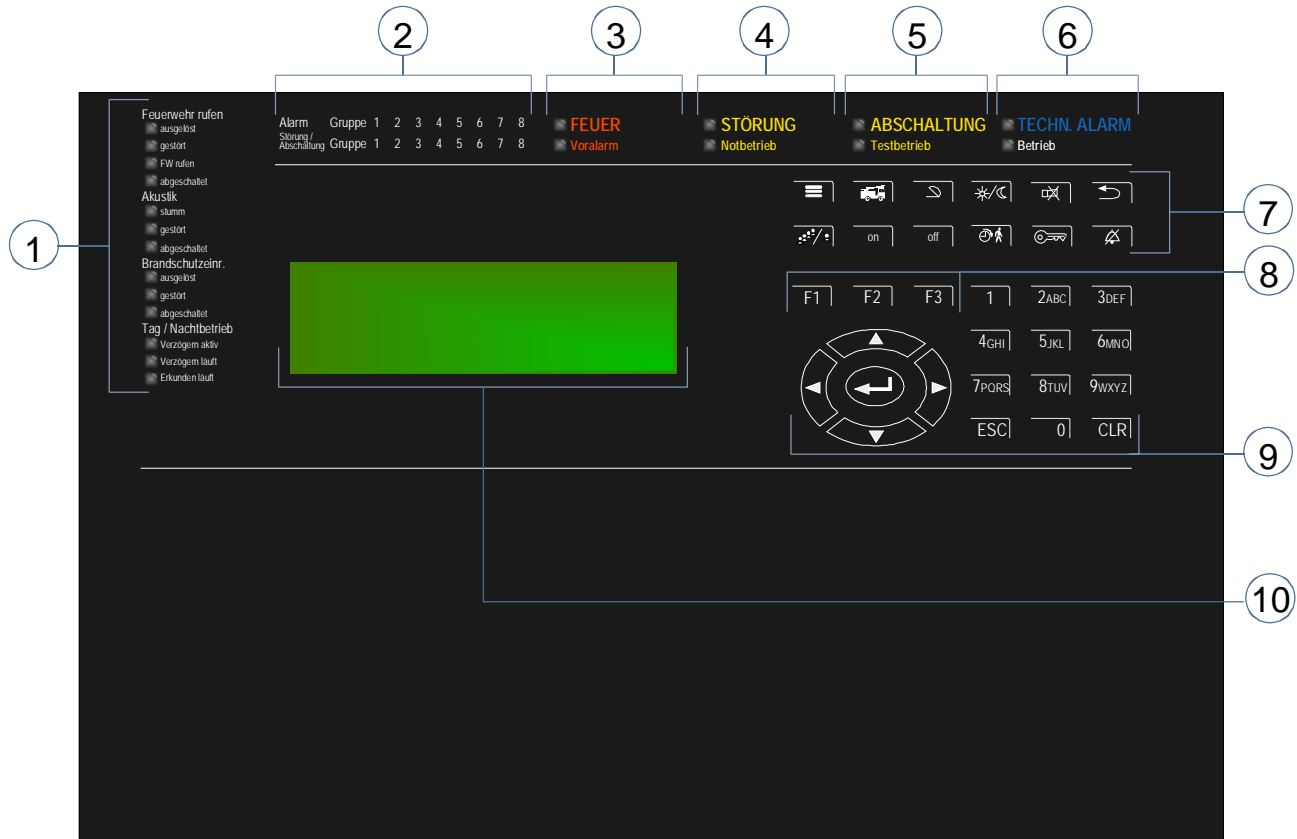 2
3
4
5
6
Feuerwehr rufen
ausgelöst
gestört
FW rufen
abgeschaltet
Akustik
stumm
gestört
abgeschaltet
Brandschutzeinr.
ausgelöst
gestört
abgeschaltet
Tag / Nachtbetrieb
Verzögern aktiv
Verzögern läuft
Erkunden läuft
1
Alarm Gruppe 1 2 3 4 5 6 7 8
Störung /
Abschaltung Gruppe 1 2 3 4 5 6 7 8
FEUER
Voralarm
STÖRUNG
Notbetrieb
ABSCHALTUNG
Testbetrieb
TECHN. ALARM
Betrieb
on off
7
8
F1 F2 F3 1 2ABC 3DEF
4GHI 5JKL 6MNO
7PQRS 8TUV 9WXYZ
ESC 0 CLR
9
10